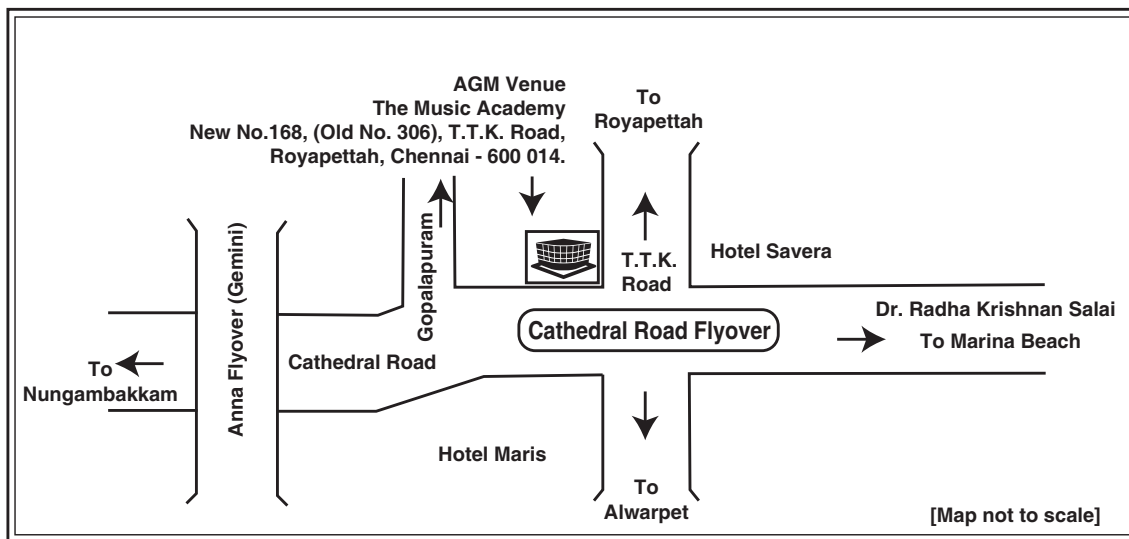 AGM Venue
The Music Academy
New No.168, (Old No. 306), T.T.K. Road,
Royapettah, Chennai - 600 014.
To
Royapettah
Anna Flyover (Gemini)
Gopalapuram
T.T.K.
Road
Hotel Savera
Dr. Radha Krishnan Salai
To Marina Beach
Cathedral Road Flyover
Cathedral Road
To
Nungambakkam
Hotel Maris
To
Alwarpet
[Map not to scale]